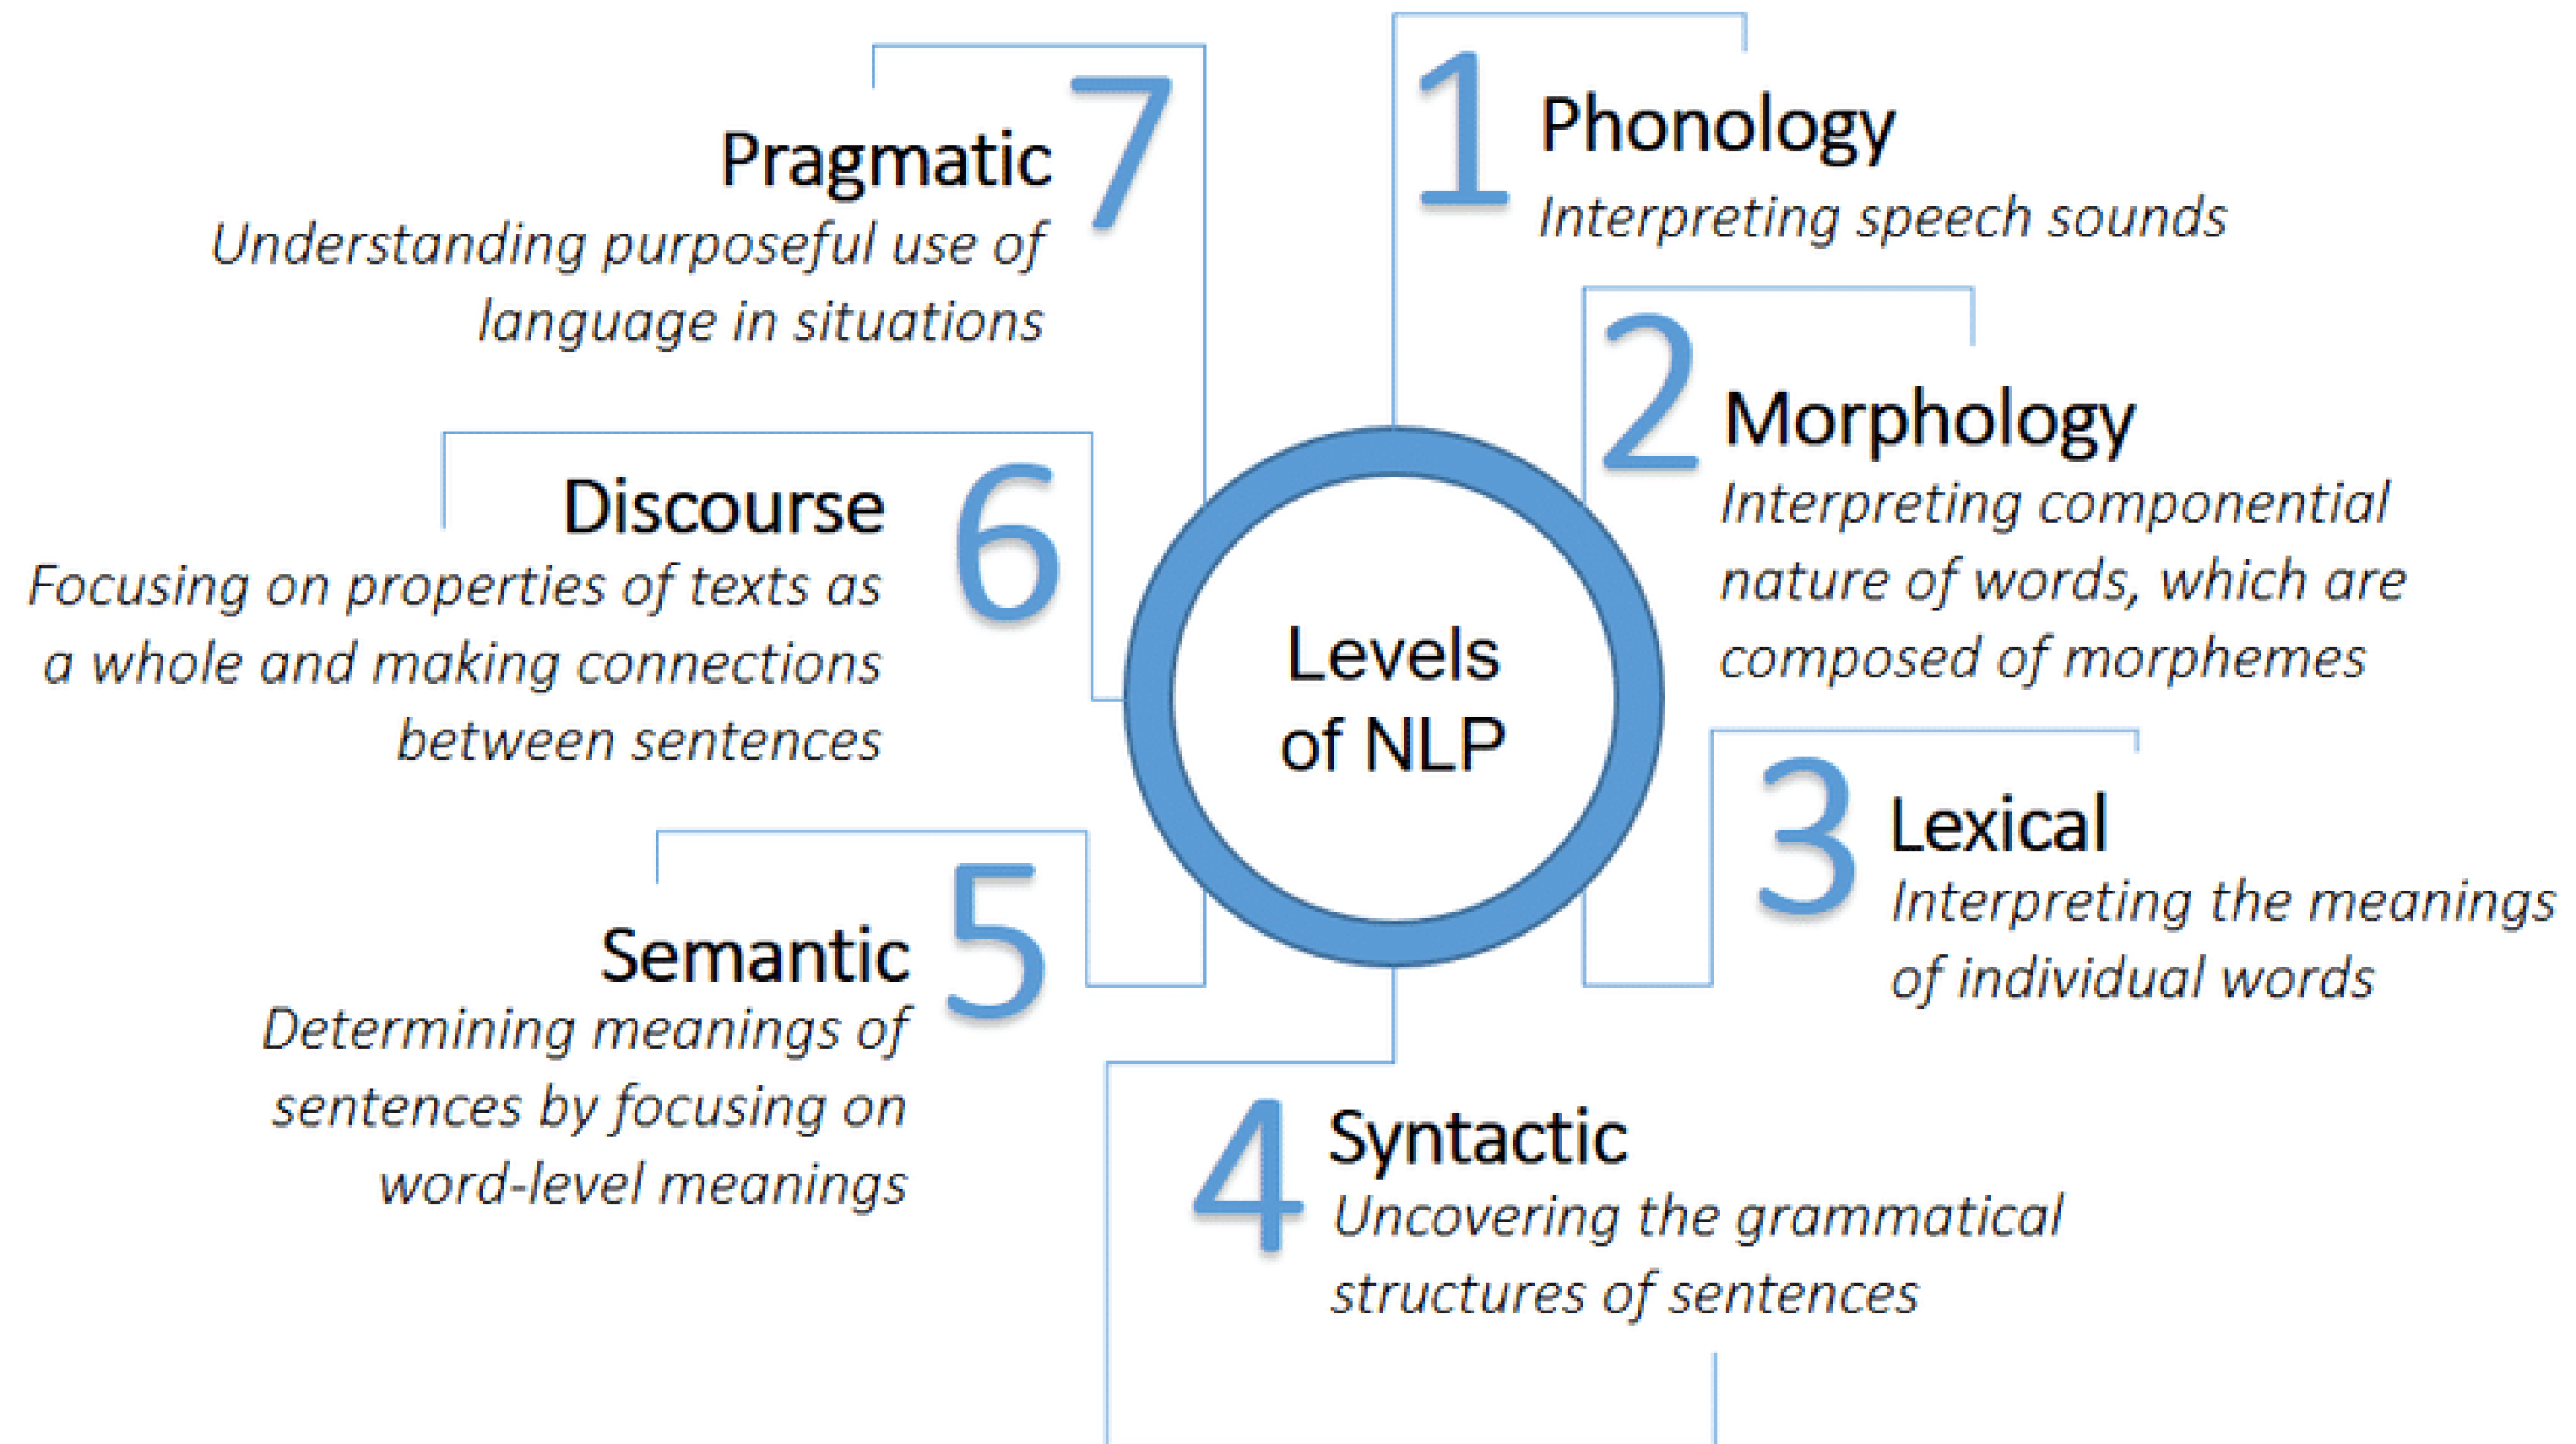 Levels
of NLP
1
Phonology
Interpreting speech sounds
2
Morphology
Interpreting componential
nature of words, which are
composed of morphemes
3
Lexical
Interpreting the meanings
of individual words
4
Syntactic
Uncovering the grammatical
structures of sentences
5
Semantic
Determining meanings of
sentences by focusing on
word-level meanings
6
Discourse
Focusing on properties of texts as
a whole and making connections
between sentences
7
Pragmatic
Understanding purposeful use of
language in situations